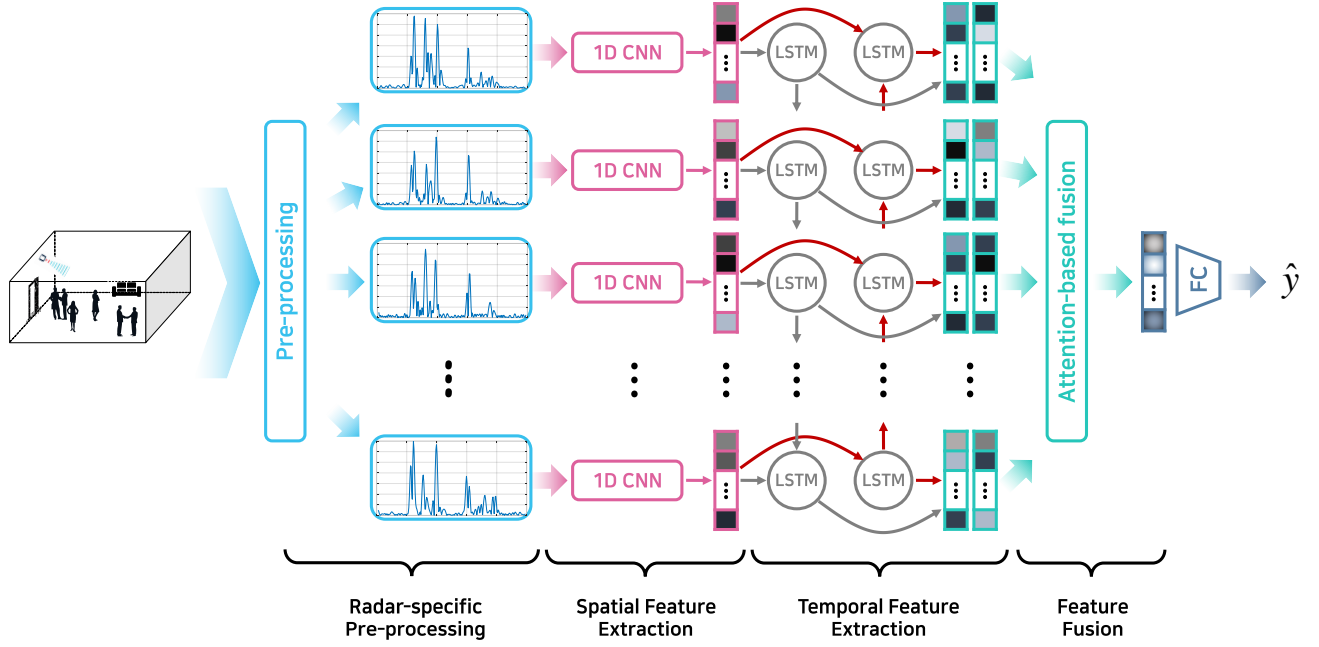 Pre-processing
1D CNN
LSTM
LSTM
1D CNN
LSTM
LSTM
1D CNN
LSTM
LSTM
1D CNN
LSTM
LSTM
Attention-based fusion
FC
ŷ
Radar-specific
Pre-processing
Spatial Feature
Extraction
Temporal Feature
Extraction
Feature
Fusion